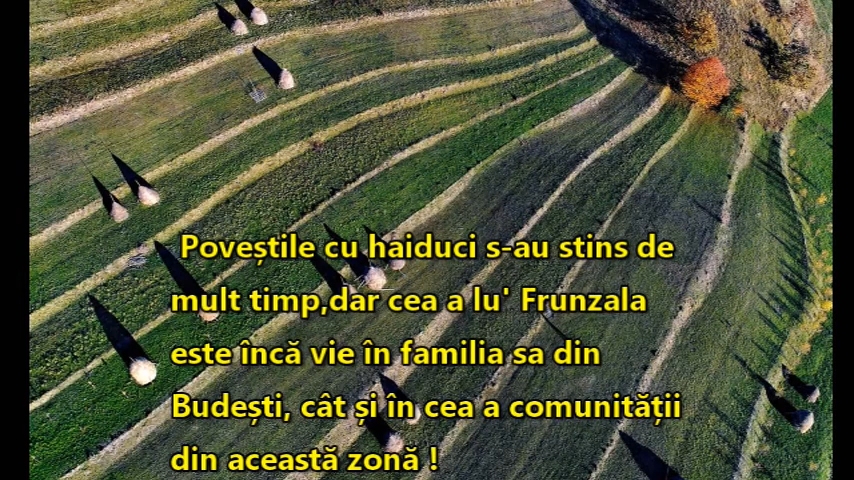 Poveștile cu haiduci s-au stins de
mult timp,dar cea a lu' Frunzala
este încă vie în familia sa din
Budești, cât și în cea a comunității
din această zonă !